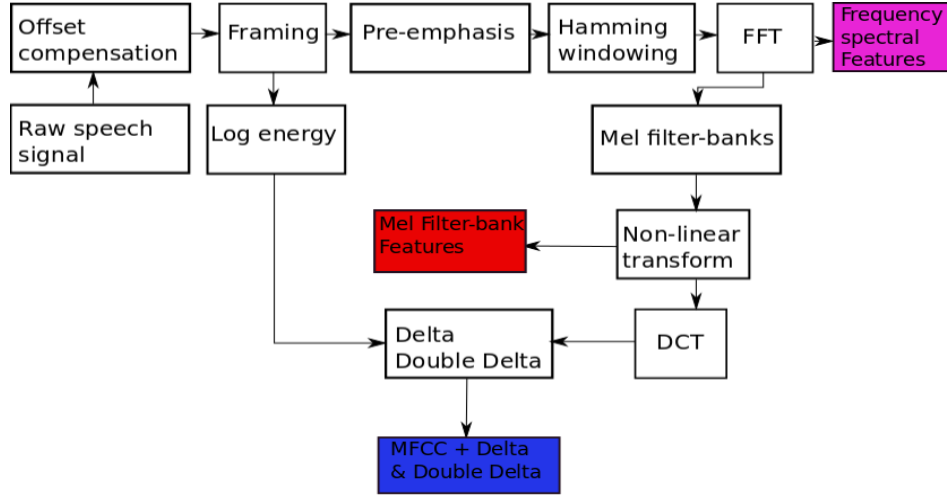 Offset
compensation
Framing
Pre-emphasis
Hamming
windowing
FFT
Frequency
spectral
Features
Raw speech
signal
Log energy
Mel filter-banks
Mel Filter-bank
Features
Non-linear
transform
Delta
Double Delta
DCT
MFCC + Delta
& Double Delta